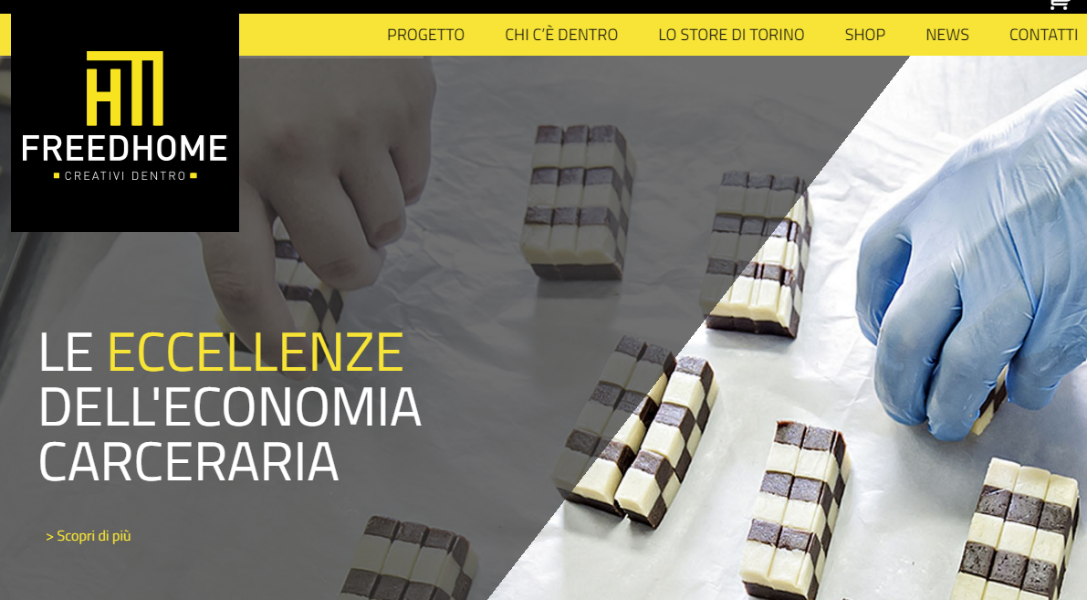 PROGETTO CHI C'È DENTRO LO STORE DI TORINO SHOP NEWS CONTATTI
FREEDHOME
CREATIVI DENTRO
LE ECCELLENZE
DELL'ECONOMIA
CARCERARIA
> Scopri di più